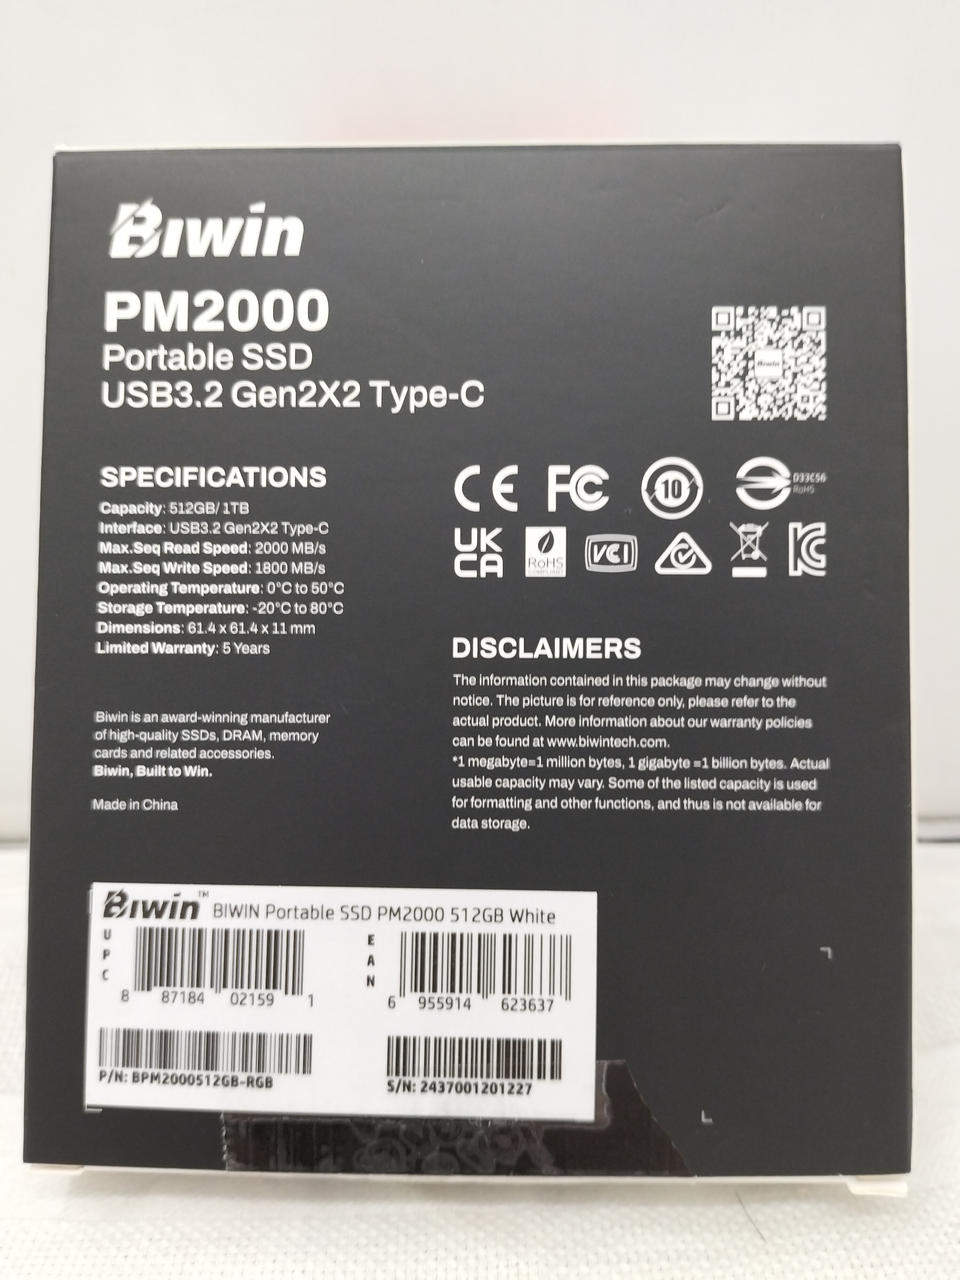 Biwin
PM2000
Portable SSD
USB3.2 Gen2X2 Type-C
Biwin
SPECIFICATIONS
Capacity: 512GB/ 1TB
Interface: USB3.2 Gen2X2 Type-C
Max.Seq Read Speed: 2000 MB/s
Max.Seq Write Speed: 1800 MB/s
Operating Temperature: 0°C to 50°C
Storage Temperature: -20°C to 80°C
Dimensions: 61.4 x 61.4 x 11 mm
Limited Warranty: 5 Years
Biwin is an award-winning manufacturer
of high-quality SSDs, DRAM, memory
cards and related accessories.
Biwin, Built to Win.
Made in China
CE FC 10 D33C56
RoHS
UK
CA
RoHS
COMPLIANT
VCI
DISCLAIMERS
The information contained in this package may change without
notice. The picture is for reference only, please refer to the
actual product. More information about our warranty policies
can be found at www.biwintech.com.
*1 megabyte=1 million bytes, 1 gigabyte =1 billion bytes. Actual
usable capacity may vary. Some of the listed capacity is used
for formatting and other functions, and thus is not available for
data storage.
Biwin™ BIWIN Portable SSD PM2000 512GB White
UPC
8 87184 02159 1
EAN
6 955914 623637
P/N: BPM2000512GB-RGB
S/N: 2437001201227